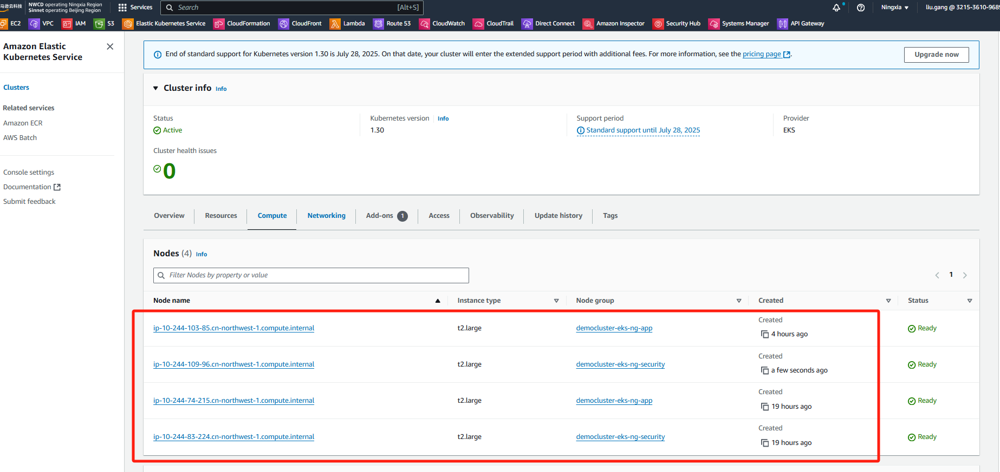 马逊云科技
NWCD operating Ningxia Region
Sinnet operating Beijing Region
Services
Search
[Alt+S]
Ningxia
liu.gang @ 3215-3610-968
EC2
VPC
IAM
S3
Elastic Kubernetes Service
CloudFormation
CloudFront
Lambda
Route 53
CloudWatch
CloudTrail
Direct Connect
Amazon Inspector
Security Hub
Systems Manager
API Gateway
Amazon Elastic
Kubernetes Service
Clusters
Related services
Amazon ECR
AWS Batch
Console settings
Documentation
Submit feedback
End of standard support for Kubernetes version 1.30 is July 28, 2025. On that date, your cluster will enter the extended support period with additional fees. For more information, see the pricing page.
Upgrade now
Cluster info Info
Status
Active
Kubernetes version Info
1.30
Support period
Standard support until July 28, 2025
Provider
EKS
Cluster health issues
0
Overview
Resources
Compute
Networking
Add-ons 1
Access
Observability
Update history
Tags
Nodes (4) Info
Filter Nodes by property or value
1
Node name
Instance type
Node group
Created
Status
ip-10-244-103-85.cn-northwest-1.compute.internal
t2.large
democluster-eks-ng-app
Created
4 hours ago
Ready
ip-10-244-109-96.cn-northwest-1.compute.internal
t2.large
democluster-eks-ng-security
Created
a few seconds ago
Ready
ip-10-244-74-215.cn-northwest-1.compute.internal
t2.large
democluster-eks-ng-app
Created
19 hours ago
Ready
ip-10-244-83-224.cn-northwest-1.compute.internal
t2.large
democluster-eks-ng-security
Created
19 hours ago
Ready